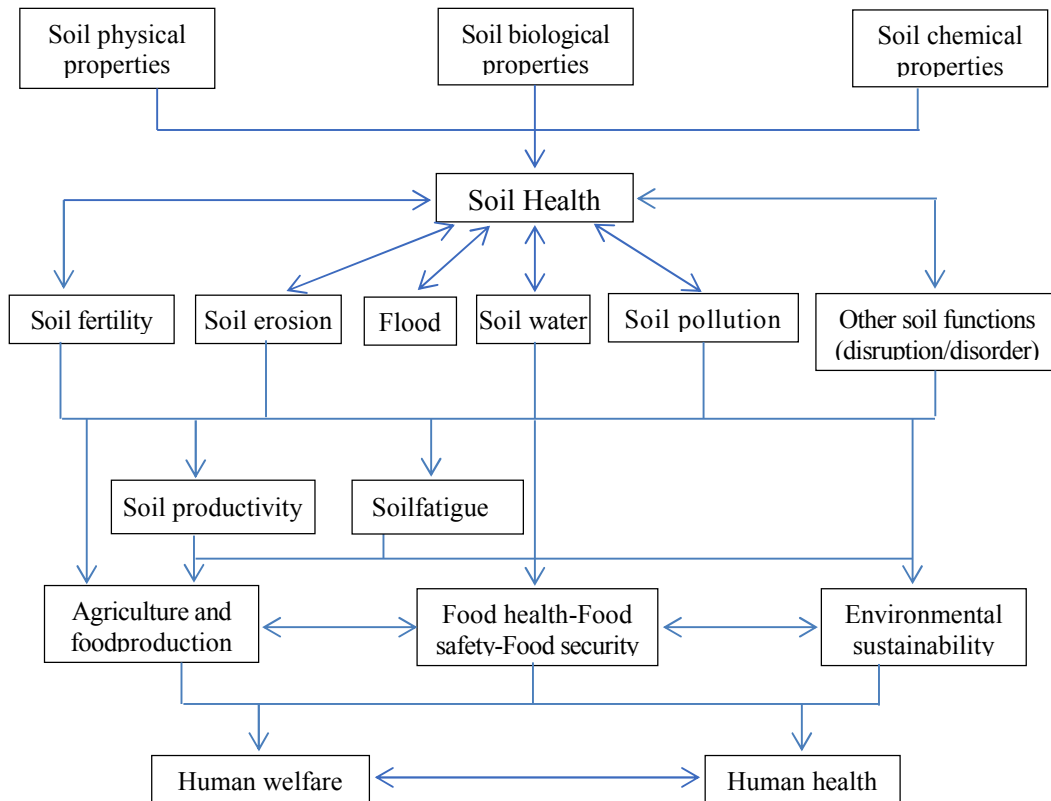 Soil physical
properties
Soil biological
properties
Soil chemical
properties
Soil Health
Soil fertility
Soil erosion
Flood
Soil water
Soil pollution
Other soil functions
(disruption/disorder)
Soil productivity
Soilfatigue
Agriculture and
foodproduction
Food health-Food
safety-Food security
Environmental
sustainability
Human welfare
Human health